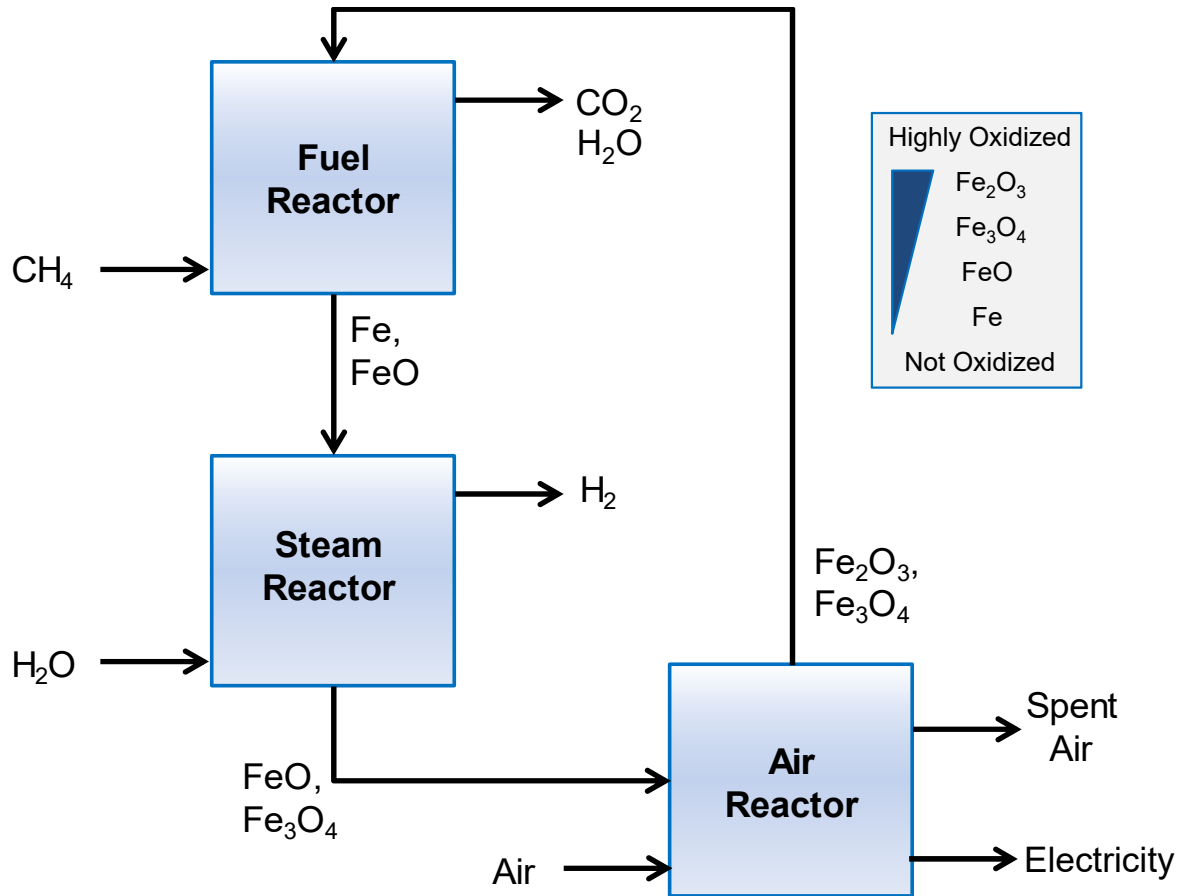 Fuel
Reactor
CO₂
H₂O
CH₄
Fe,
FeO
Highly Oxidized
Fe₂O₃
Fe₃O₄
FeO
Fe
Not Oxidized
Steam
Reactor
H₂
H₂O
FeO,
Fe₃O₄
Fe₂O₃,
Fe₃O₄
Air
Reactor
Air
Spent
Air
Electricity